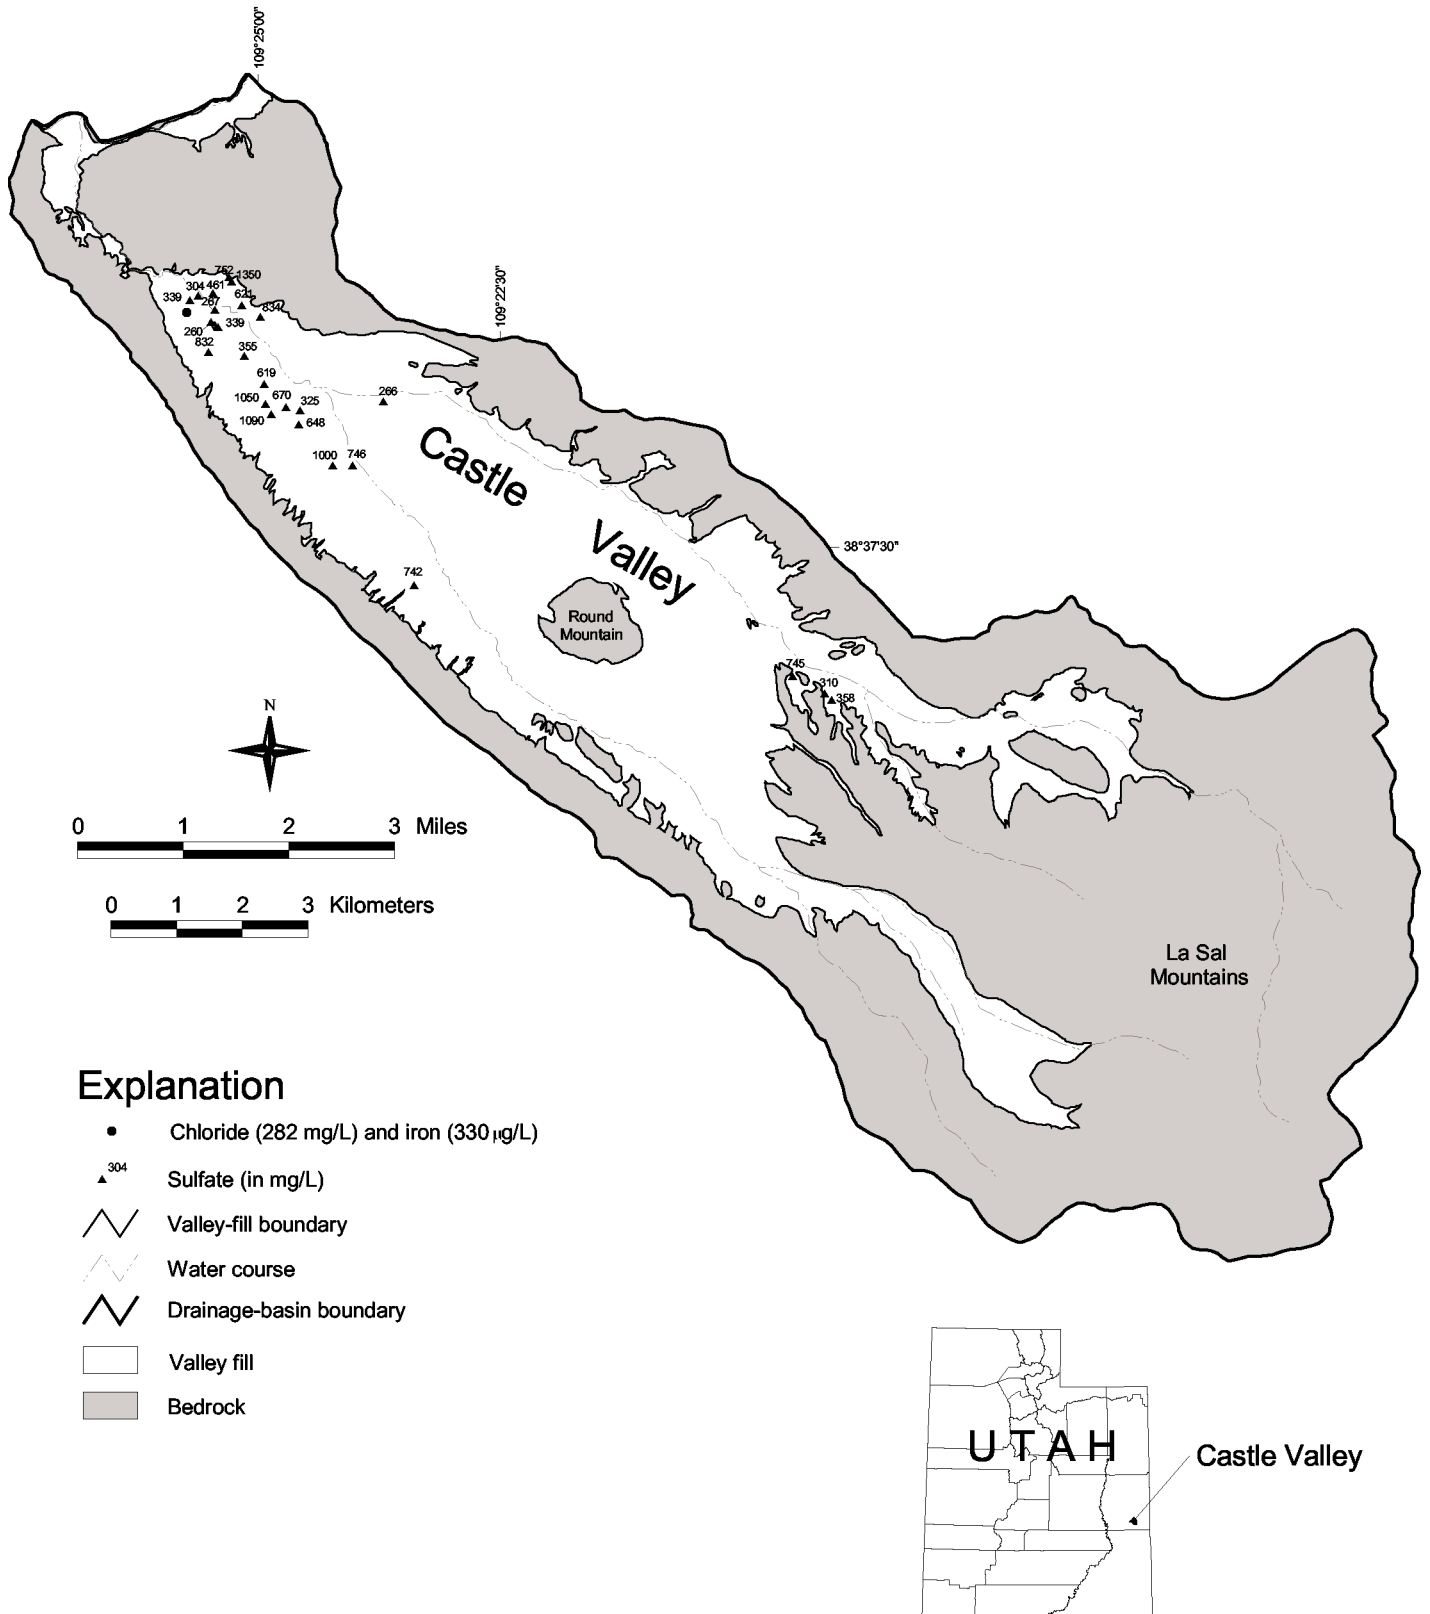 109°25'00"
109°22'30"
752
1350
304
461
339
267
621
834
260
339
832
355
619
266
1050
670
325
1090
648
1000
746
Castle
Valley
38°37'30"
742
Round
Mountain
745
310
358
N
0 1 2 3 Miles
0 1 2 3 Kilometers
La Sal
Mountains
Explanation
Chloride (282 mg/L) and iron (330 µg/L)
304
Sulfate (in mg/L)
Valley-fill boundary
Water course
Drainage-basin boundary
Valley fill
Bedrock
UTAH
Castle Valley